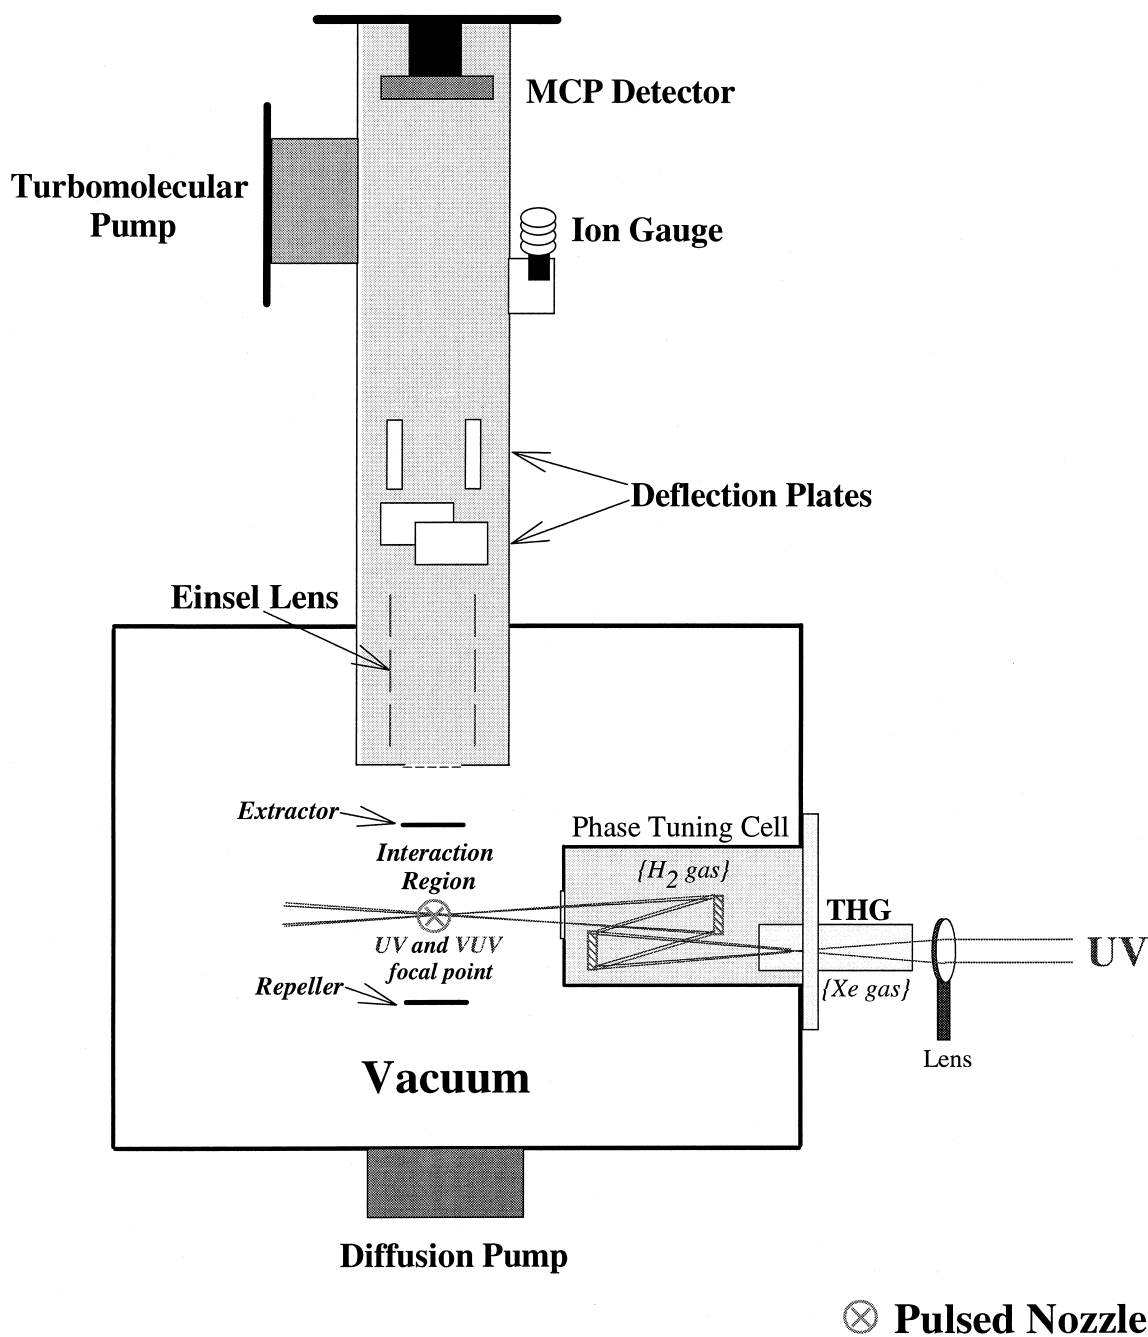 MCP Detector
Turbomolecular
Pump
Ion Gauge
Deflection Plates
Einsel Lens
Extractor
Phase Tuning Cell
Interaction
Region
{H2 gas}
THG
UV and VUV
focal point
UV
Repeller
{Xe gas}
Lens
Vacuum
Diffusion Pump
Pulsed Nozzle